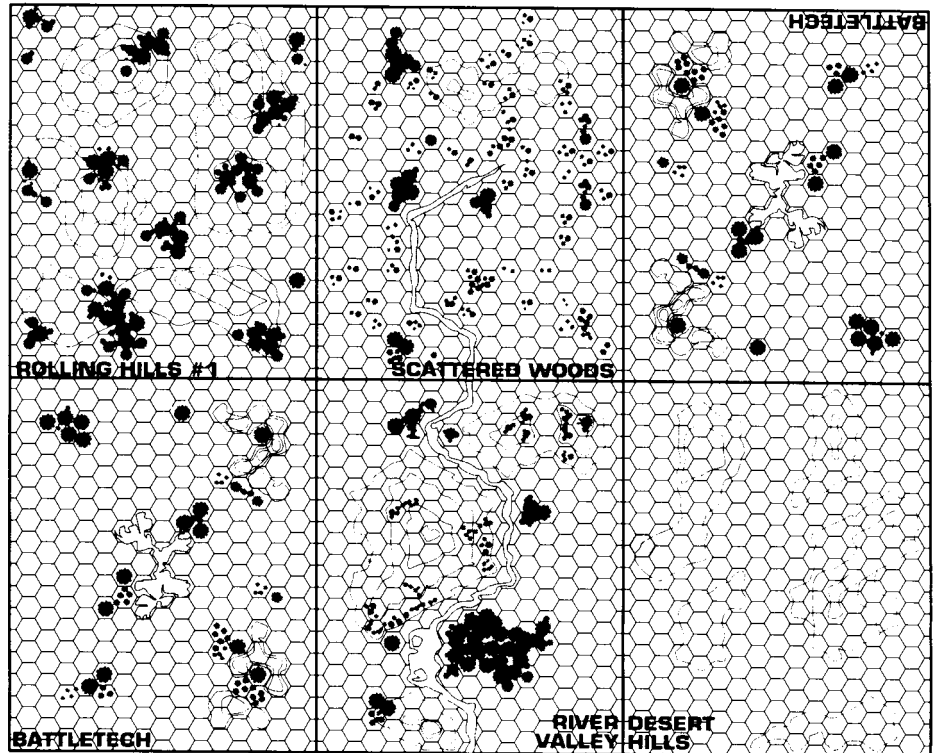 BATTLETECH
ROLLING HILLS #1
SCATTERED WOODS
BATTLETECH
RIVER DESERT
VALLEY HILLS